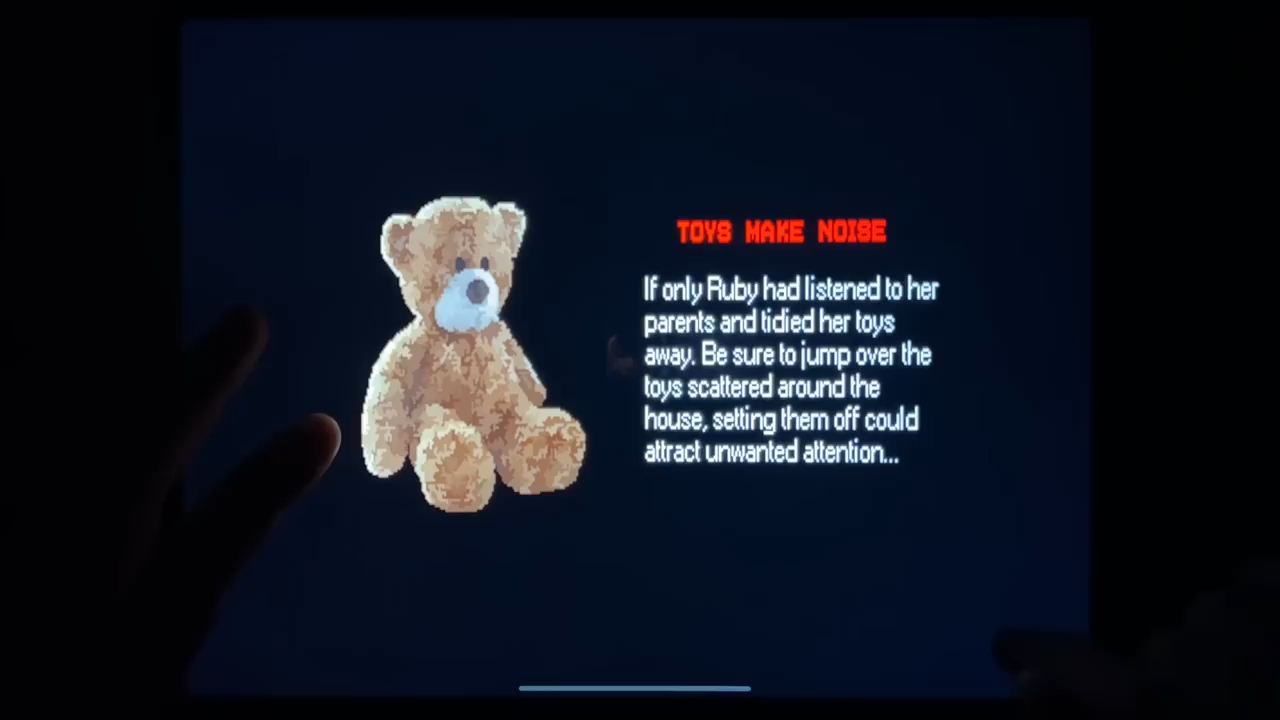 TOYS MAKE NOISE
If only Ruby had listened to her
parents and tidied her toys
away. Be sure to jump over the
toys scattered around the
house, setting them off could
attract unwanted attention...